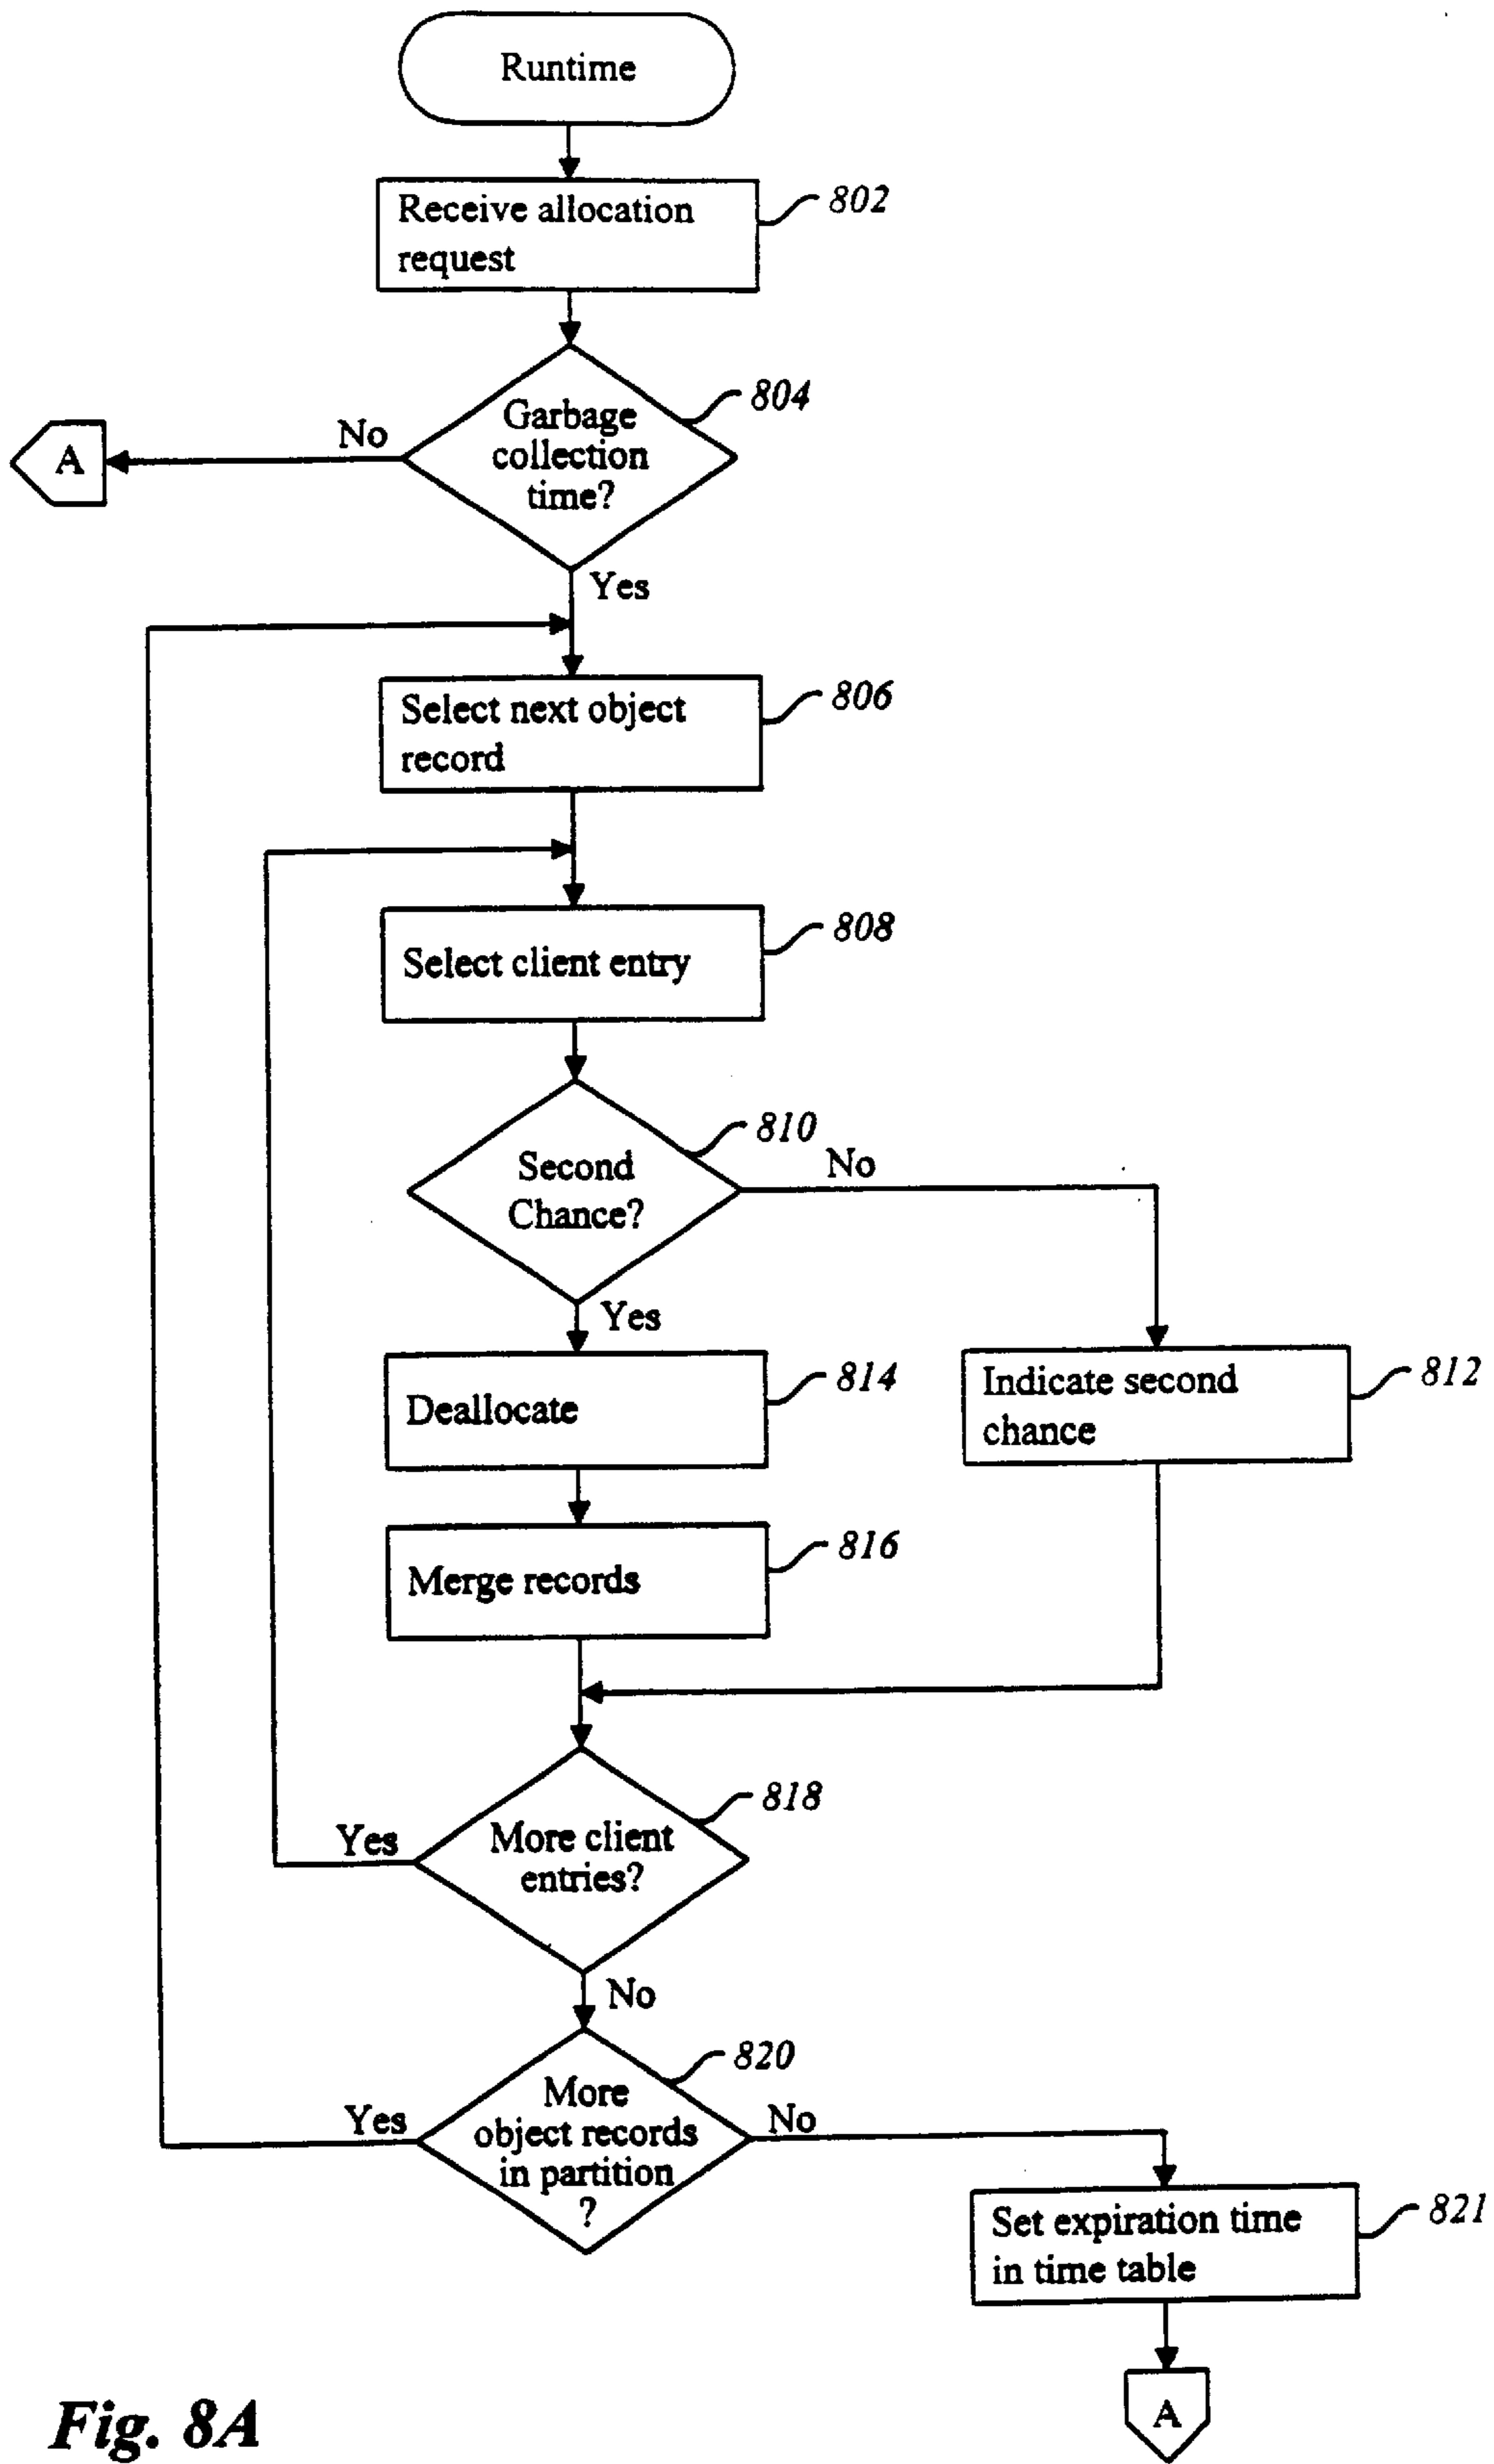 Runtime
Receive allocation
request
802
Garbage
collection
time?
804
No
A
Yes
Select next object
record
806
Select client entry
808
Second
Chance?
810
No
Yes
Deallocate
814
Indicate second
chance
812
Merge records
816
More client
entries?
818
Yes
No
More
object records
in partition
?
820
Yes
No
Set expiration time
in time table
821
A
Fig. 8A